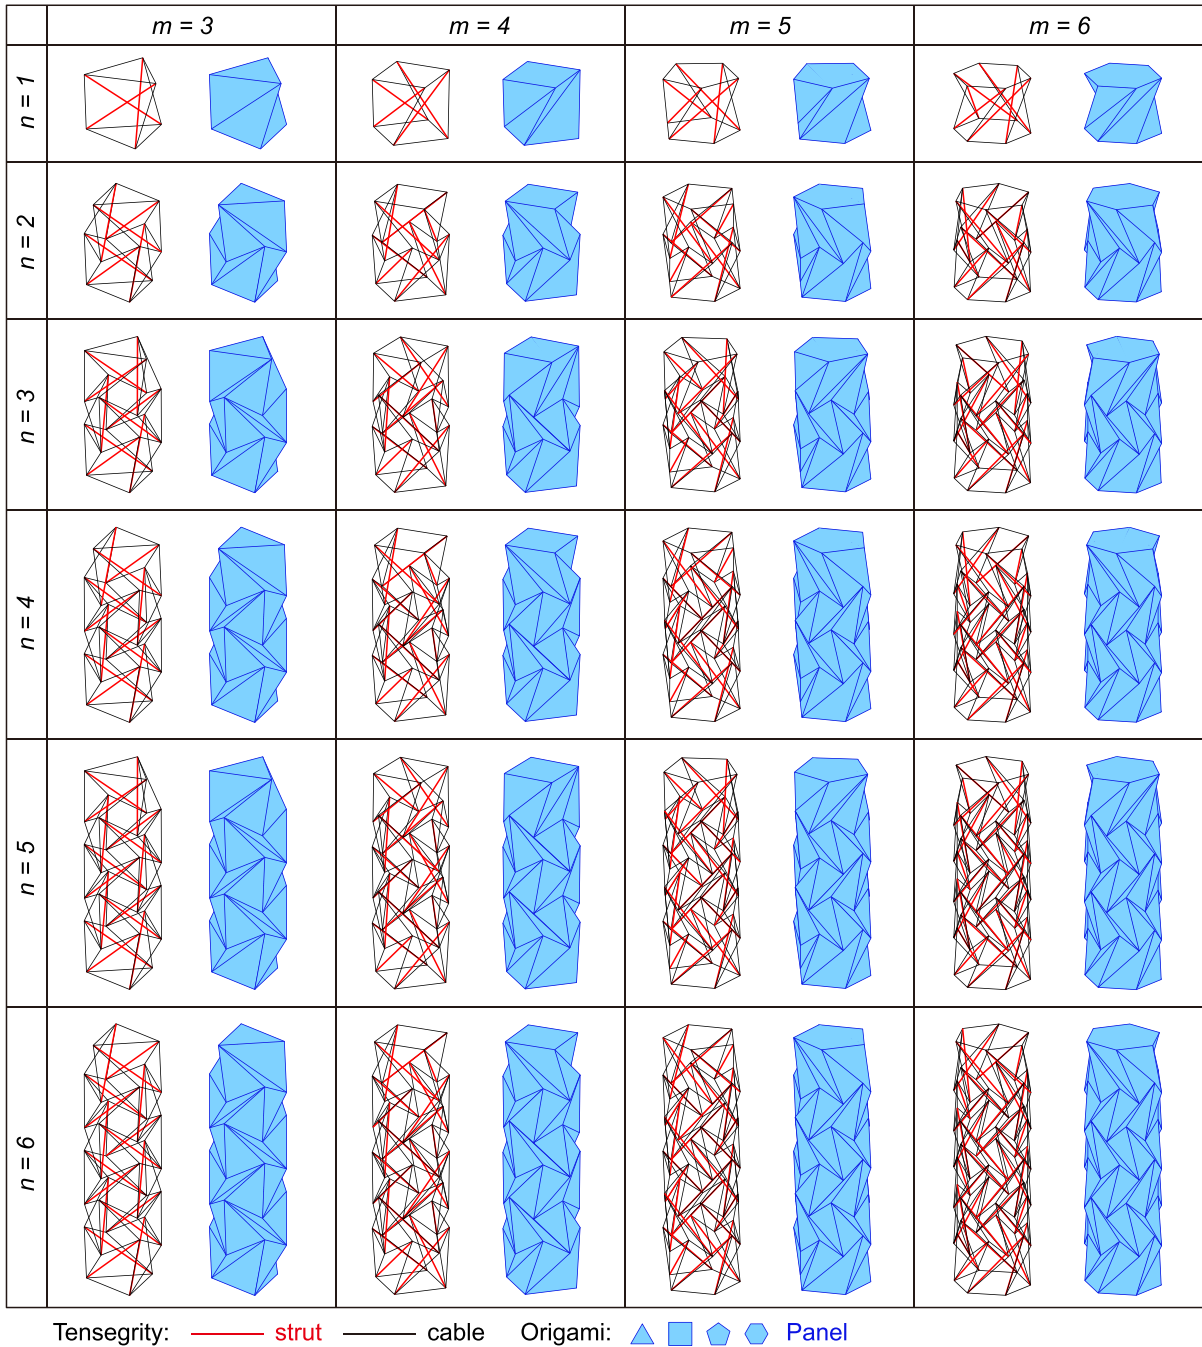 m = 3 m = 4 m = 5 m = 6
n = 1
n = 2
n = 3
n = 4
n = 5
n = 6
Tensegrity: strut cable Origami: Panel